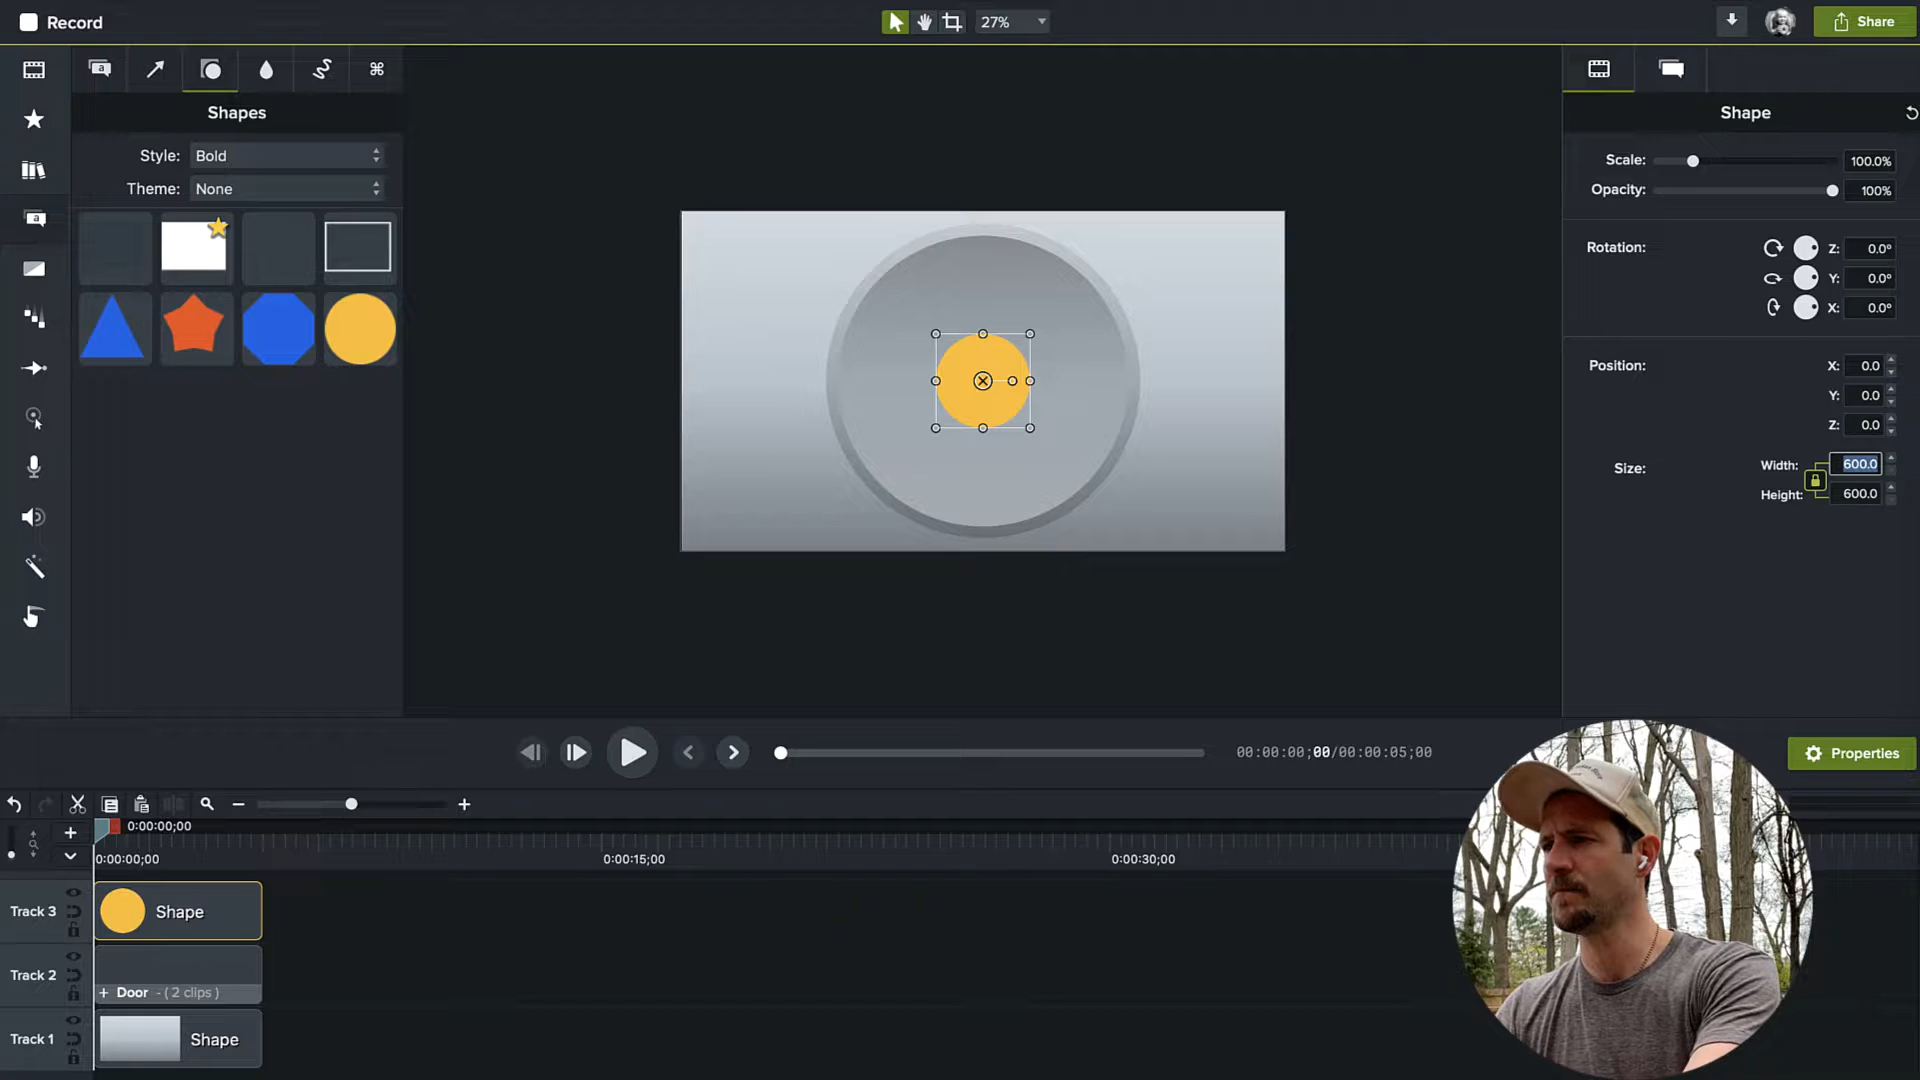 Record
27%
Share
Shapes
Style: Bold
Theme: None
Shape
Scale: 100.0%
Opacity: 100%
Rotation: Z: 0.0°
Y: 0.0°
X: 0.0°
Position: X: 0.0
Y: 0.0
Z: 0.0
Size: Width: 600.0
Height: 600.0
00:00:00;00/00:00:05;00
Properties
0:00:00;00
0:00:00;00 0:00:15;00 0:00:30;00
Track 3 Shape
Track 2 + Door - ( 2 clips )
Track 1 Shape